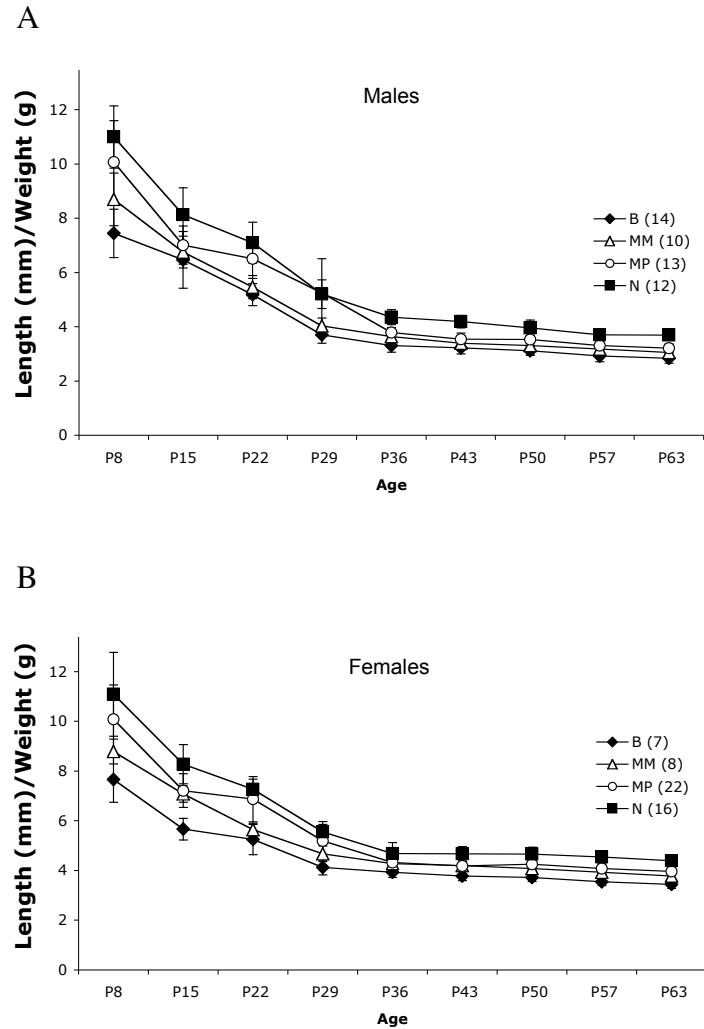 A
Males
Length (mm)/Weight (g)
12
10
8
6
4
2
0
B (14)
MM (10)
MP (13)
N (12)
P8 P15 P22 P29 P36 P43 P50 P57 P63
Age
B
Females
Length (mm)/Weight (g)
12
10
8
6
4
2
0
B (7)
MM (8)
MP (22)
N (16)
P8 P15 P22 P29 P36 P43 P50 P57 P63
Age